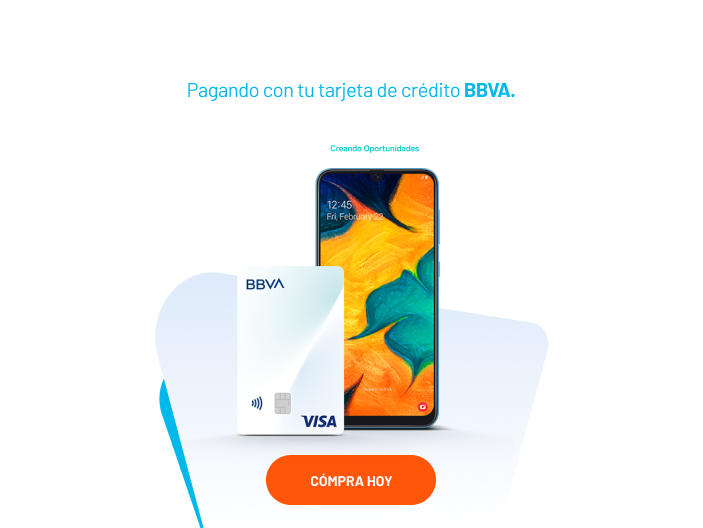 Pagando con tu tarjeta de crédito BBVA.
Creando Oportunidades
12:45
Fri, February 22
BBVA
VISA
CÓMPRA HOY